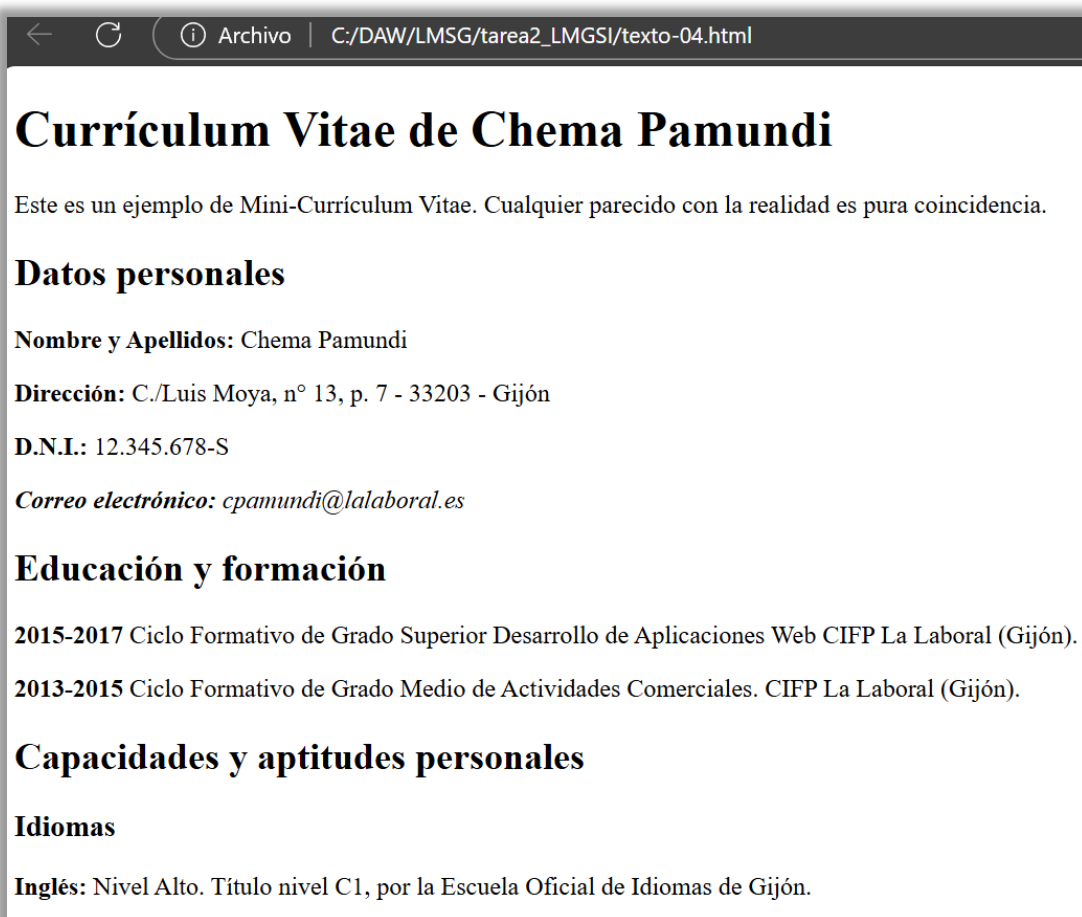 Archivo | C:/DAW/LMSG/tarea2_LMGSI/texto-04.html
Currículum Vitae de Chema Pamundi
Este es un ejemplo de Mini-Currículum Vitae. Cualquier parecido con la realidad es pura coincidencia.
Datos personales
Nombre y Apellidos: Chema Pamundi
Dirección: C./Luis Moya, n° 13, p. 7 - 33203 - Gijón
D.N.I.: 12.345.678-S
Correo electrónico: cpamundi@lalaboral.es
Educación y formación
2015-2017 Ciclo Formativo de Grado Superior Desarrollo de Aplicaciones Web CIFP La Laboral (Gijón).
2013-2015 Ciclo Formativo de Grado Medio de Actividades Comerciales. CIFP La Laboral (Gijón).
Capacidades y aptitudes personales
Idiomas
Inglés: Nivel Alto. Título nivel C1, por la Escuela Oficial de Idiomas de Gijón.